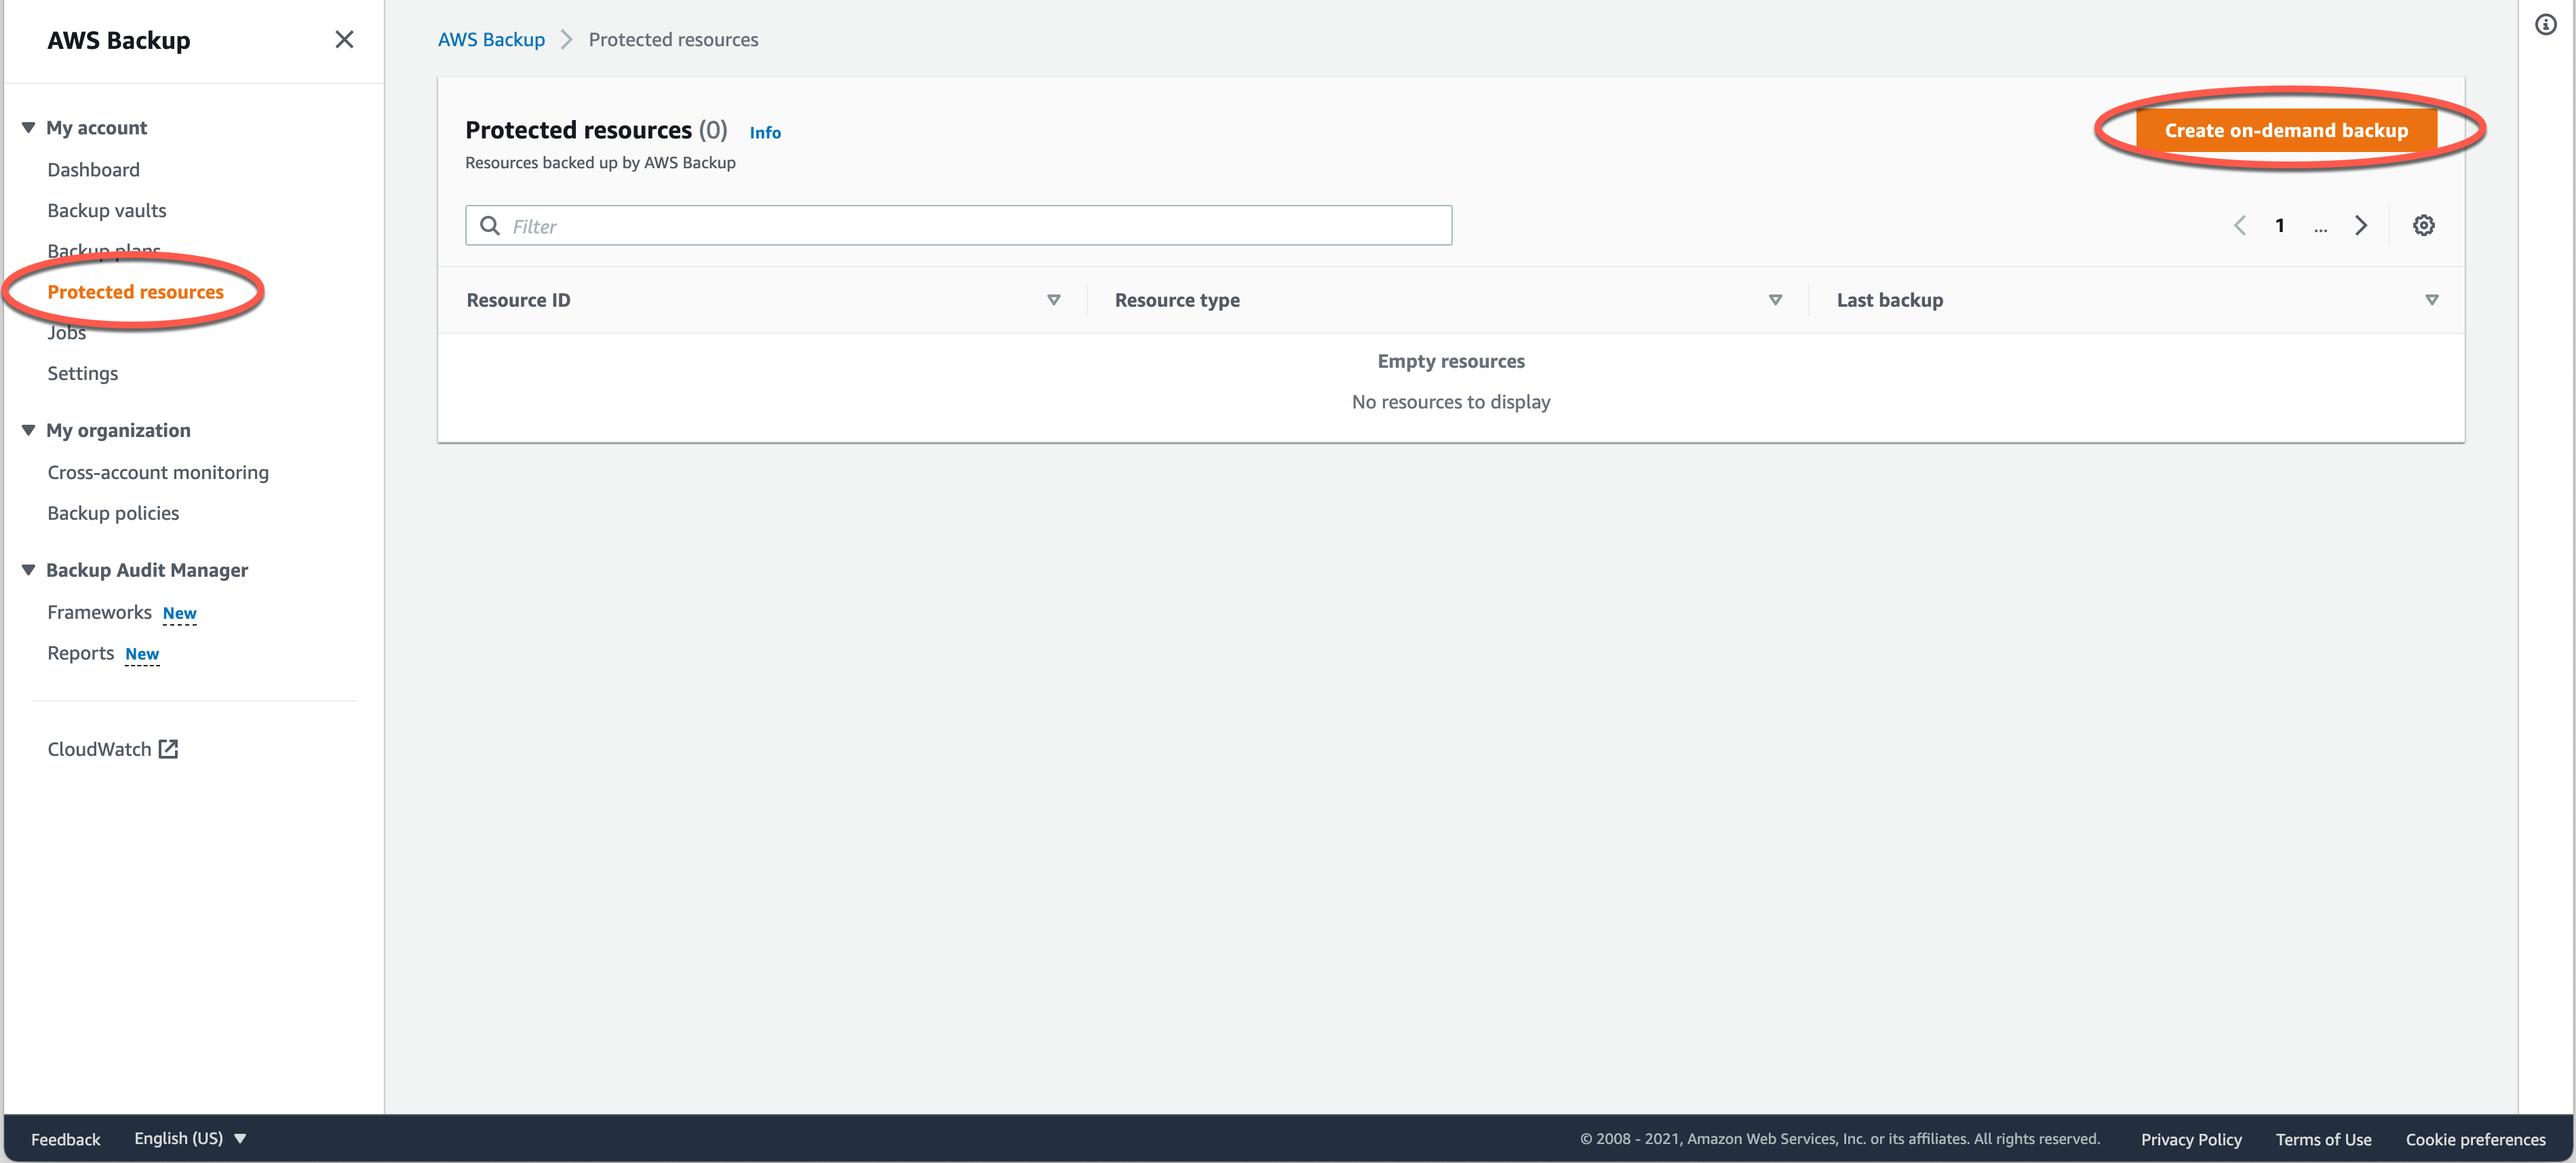 AWS Backup
My account
Dashboard
Backup vaults
Backup plans
Protected resources
Jobs
Settings
My organization
Cross-account monitoring
Backup policies
Backup Audit Manager
Frameworks New
Reports New
CloudWatch
AWS Backup Protected resources
Protected resources (0) Info
Resources backed up by AWS Backup
Create on-demand backup
Filter
1 ...
Resource ID Resource type Last backup
Empty resources
No resources to display
Feedback English (US) © 2008 - 2021, Amazon Web Services, Inc. or its affiliates. All rights reserved. Privacy Policy Terms of Use Cookie preferences